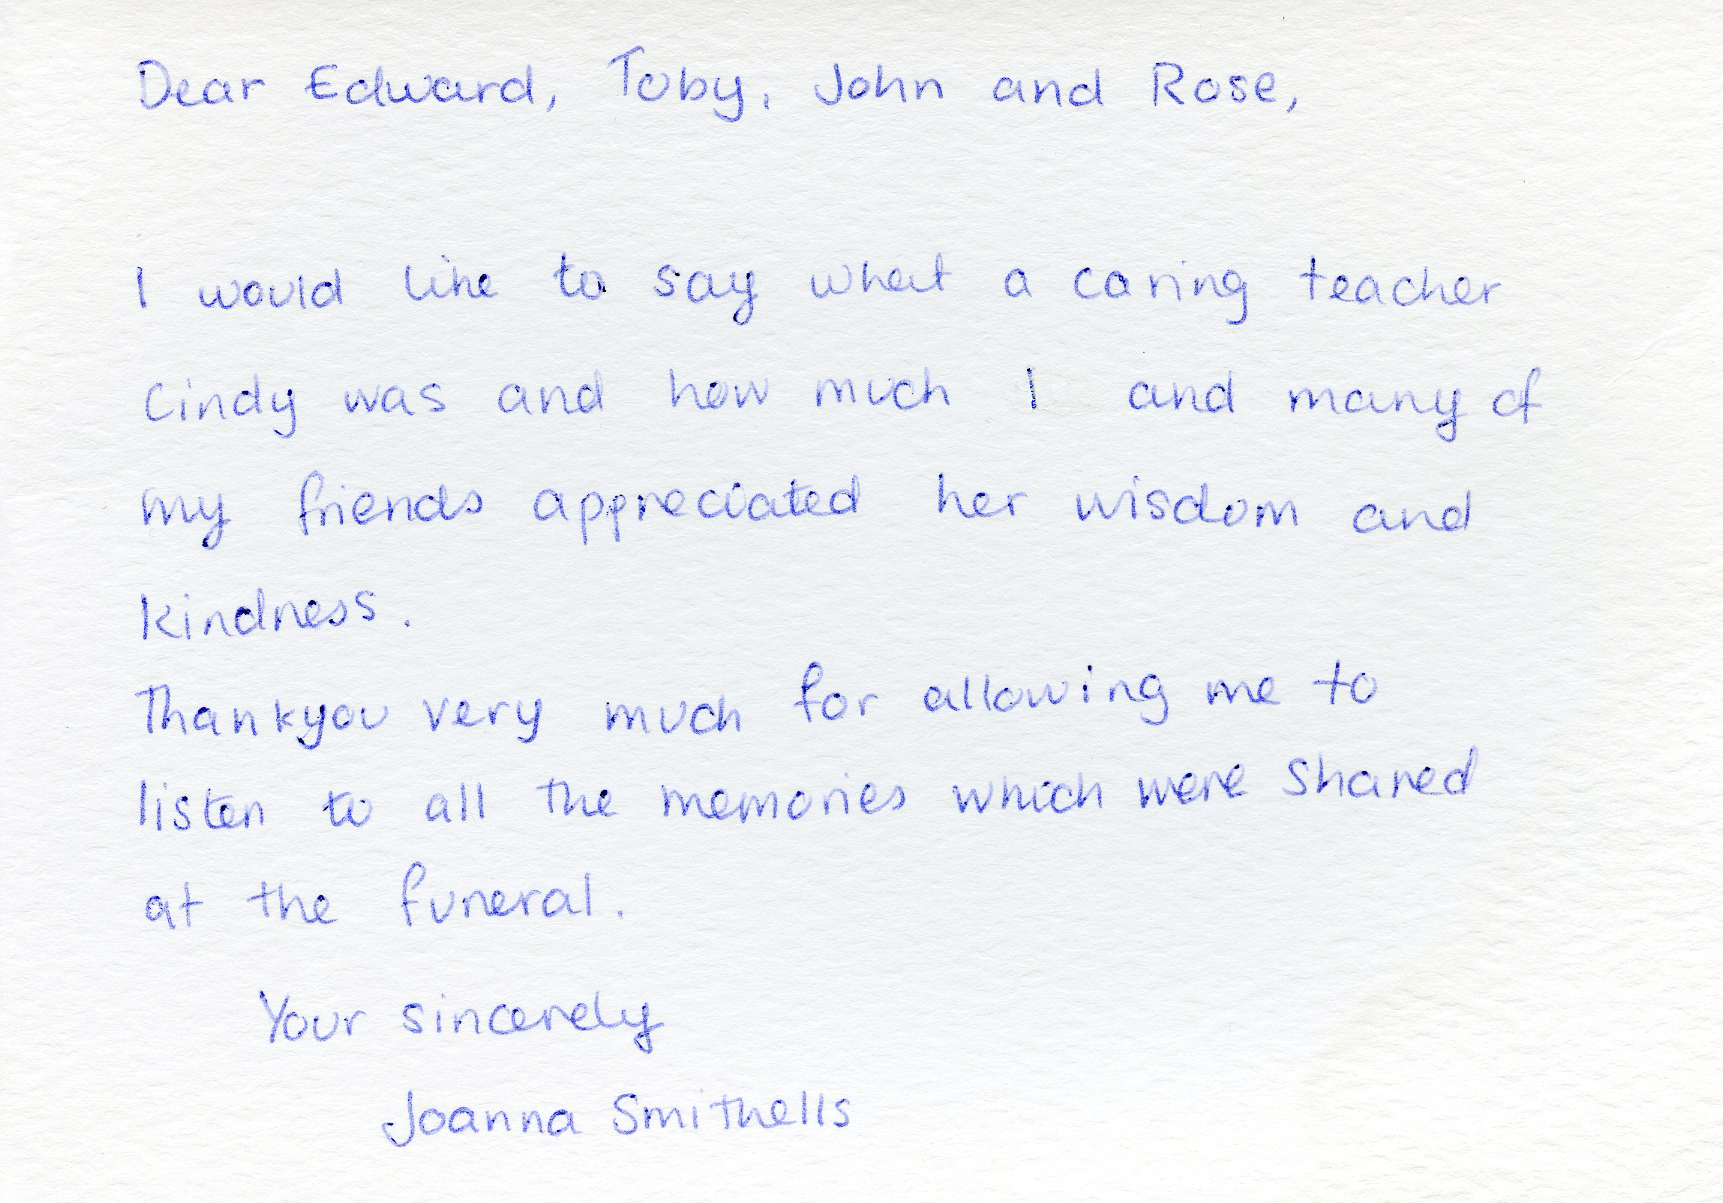 Dear Edward, Toby, John and Rose,
I would like to say what a caring teacher
Cindy was and how much I and many of
my friends appreciated her wisdom and
kindness.
Thankyou very much for allowing me to
listen to all the memories which were shared
at the funeral.
Your sincerely
Joanna Smithells